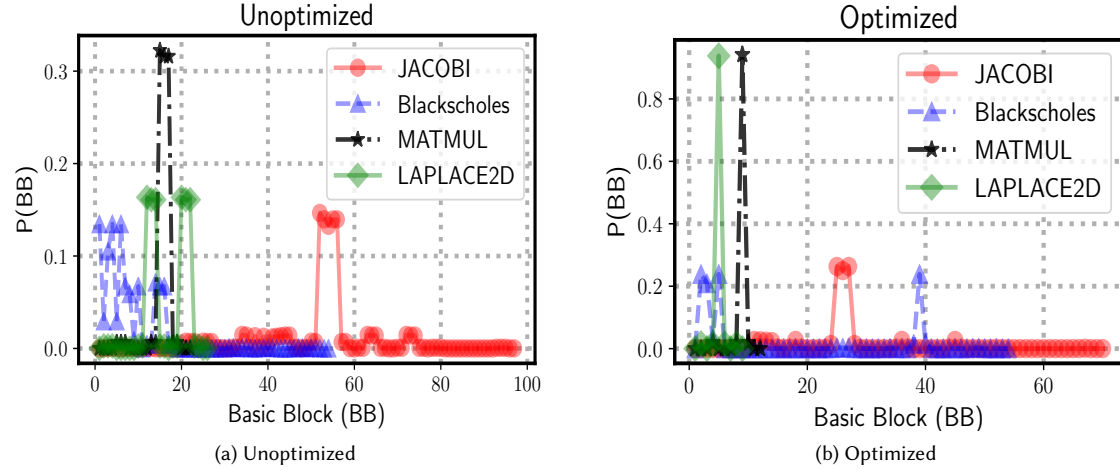 Unoptimized
0.3
0.2
0.1
0.0
P(BB)
JACOBI
Blackscholes
MATMUL
LAPLACE2D
0 20 40 60 80 100
Basic Block (BB)
(a) Unoptimized
Optimized
0.8
0.6
0.4
0.2
0.0
P(BB)
JACOBI
Blackscholes
MATMUL
LAPLACE2D
0 20 40 60
Basic Block (BB)
(b) Optimized